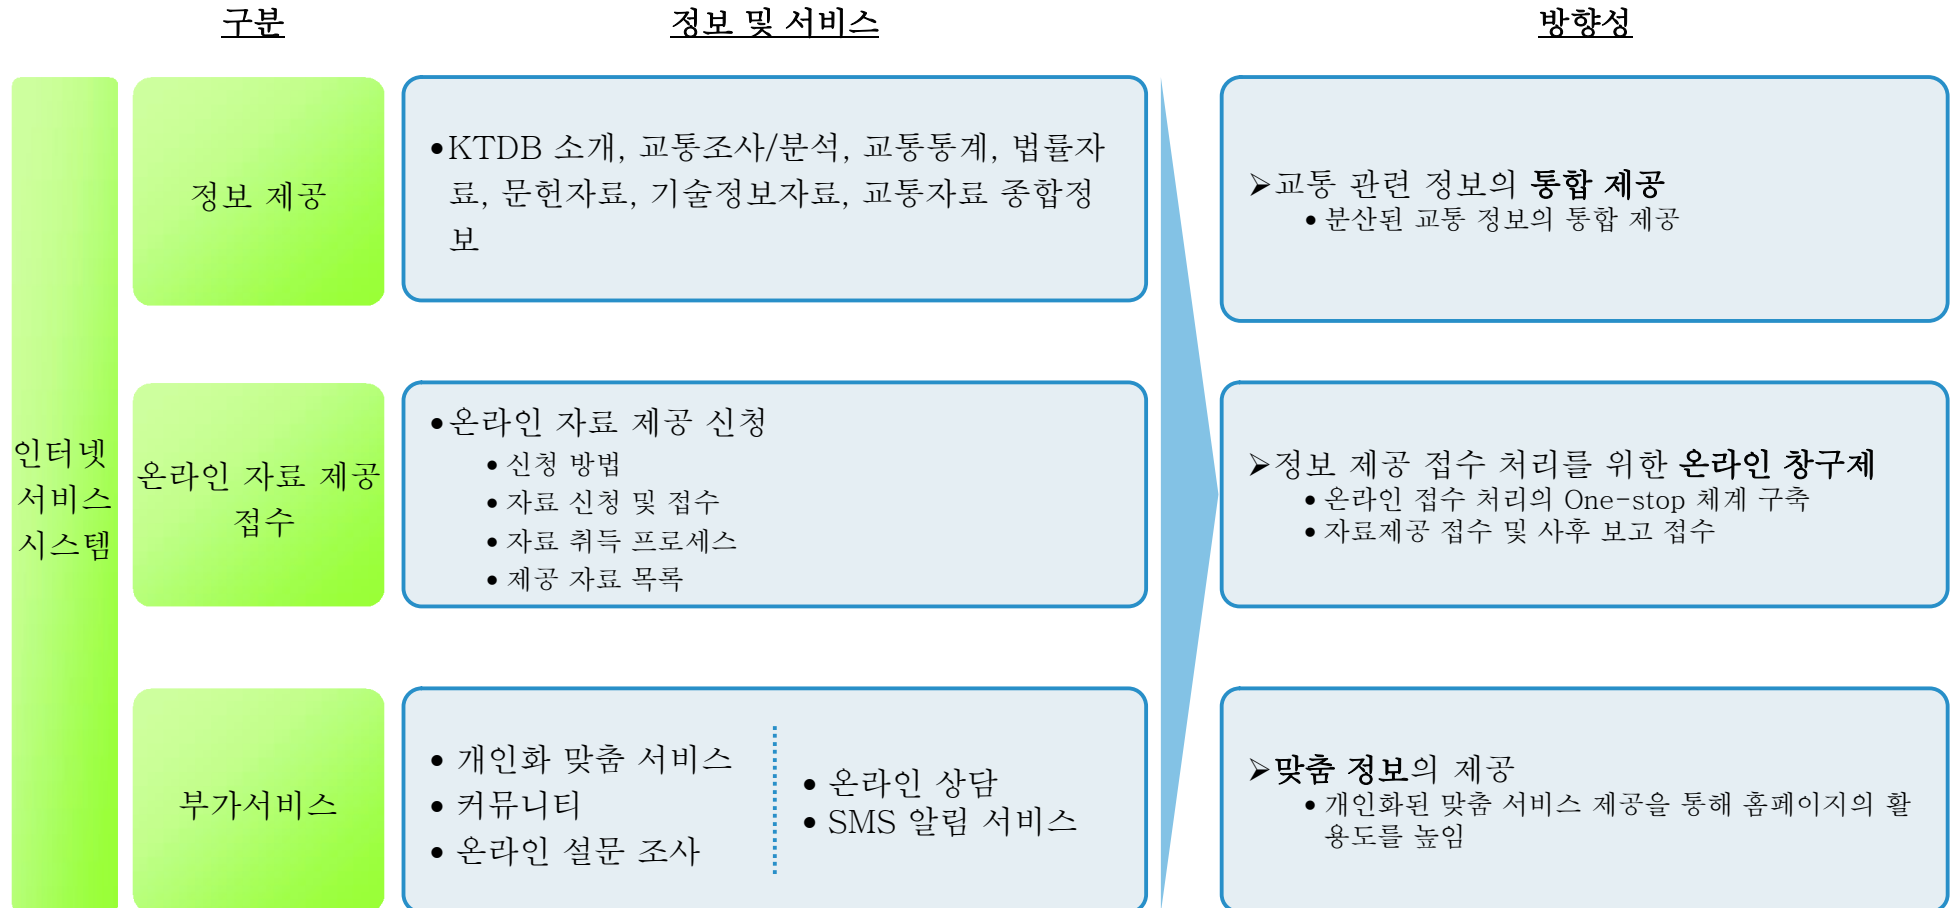 구분
정보 및 서비스
방향성
인터넷
서비스
시스템
정보 제공
•KTDB 소개, 교통조사/분석, 교통통계, 법률자
료, 문헌자료, 기술정보자료, 교통자료 종합정
보
➢교통 관련 정보의 통합 제공
• 분산된 교통 정보의 통합 제공
온라인 자료 제공
접수
•온라인 자료 제공 신청
• 신청 방법
• 자료 신청 및 접수
• 자료 취득 프로세스
• 제공 자료 목록
➢정보 제공 접수 처리를 위한 온라인 창구제
• 온라인 접수 처리의 One-stop 체계 구축
• 자료제공 접수 및 사후 보고 접수
부가서비스
• 개인화 맞춤 서비스
• 커뮤니티
• 온라인 설문 조사
• 온라인 상담
• SMS 알림 서비스
➢맞춤 정보의 제공
• 개인화된 맞춤 서비스 제공을 통해 홈페이지의 활
용도를 높임